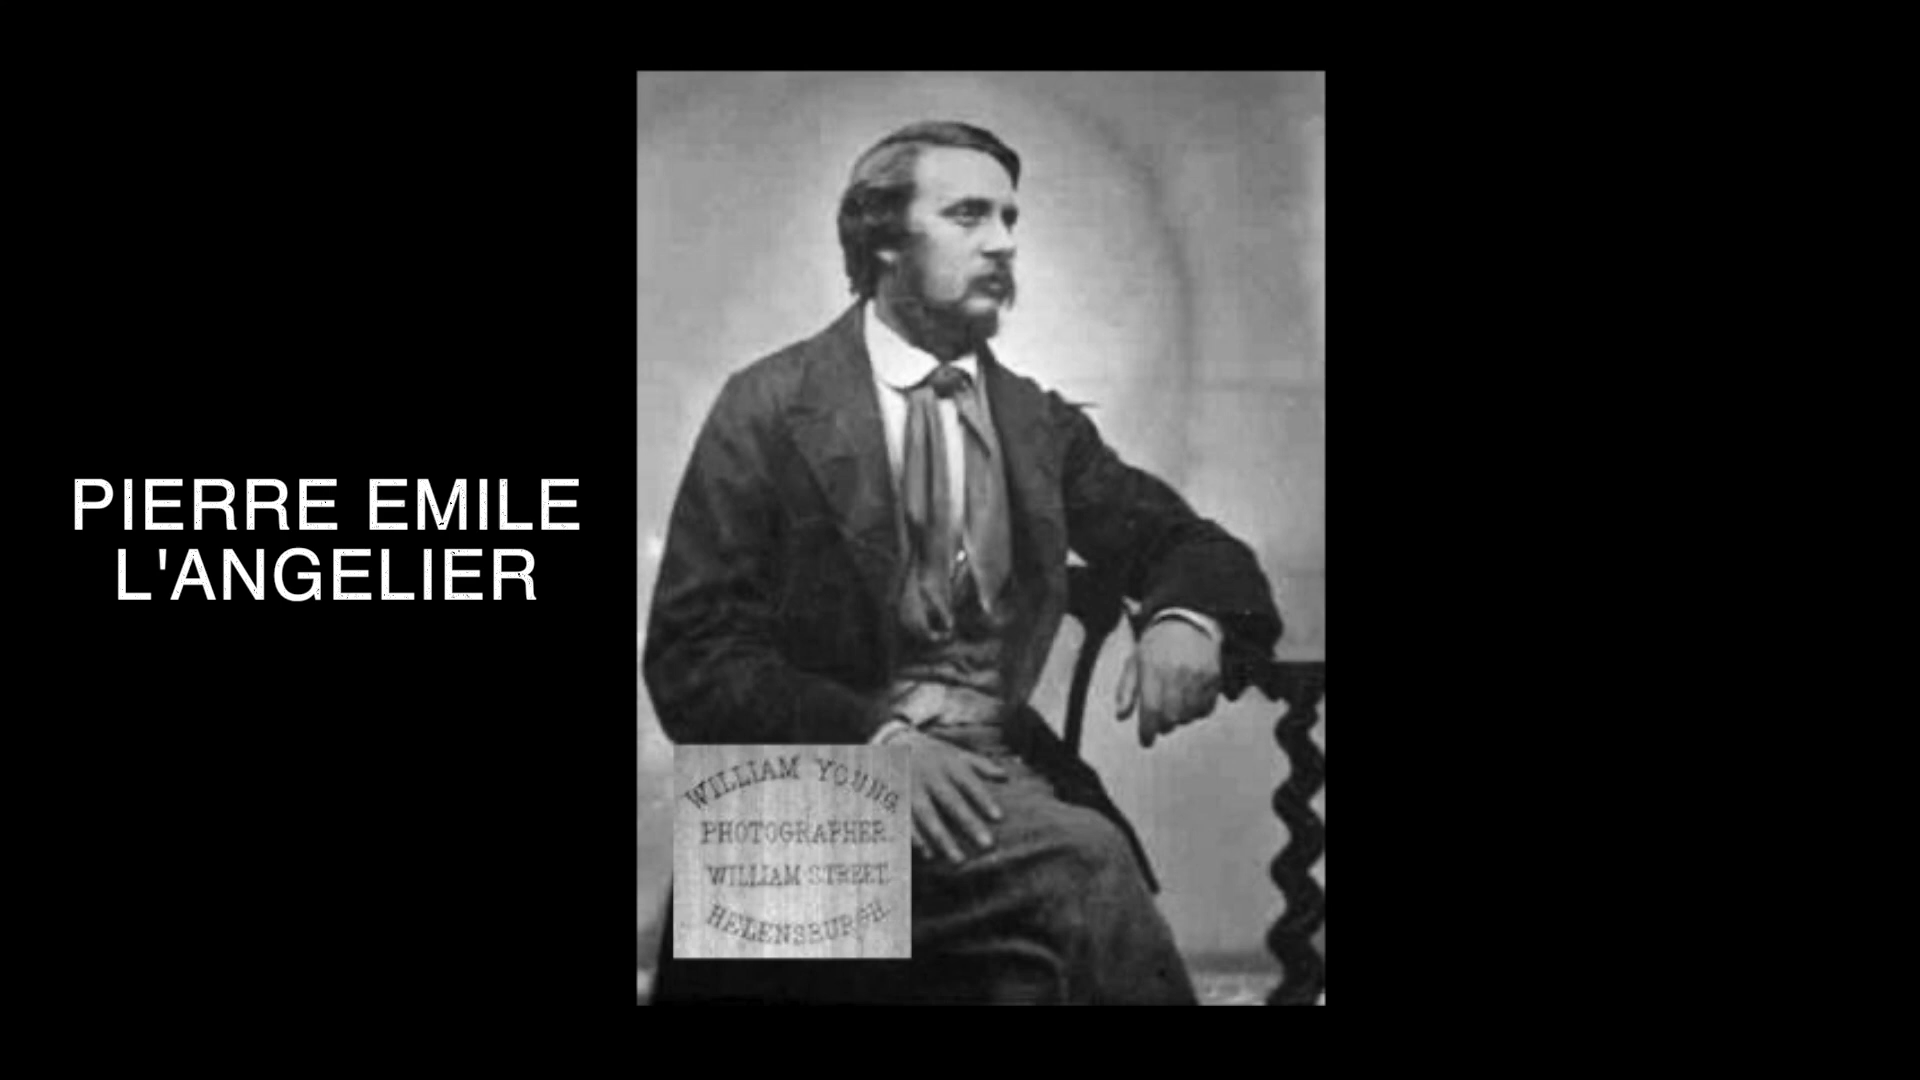 PIERRE EMILE
L'ANGELIER
WILLIAM YOUNG,
PHOTOGRAPHER.
WILLIAM STREET.
HELENSBURGH.